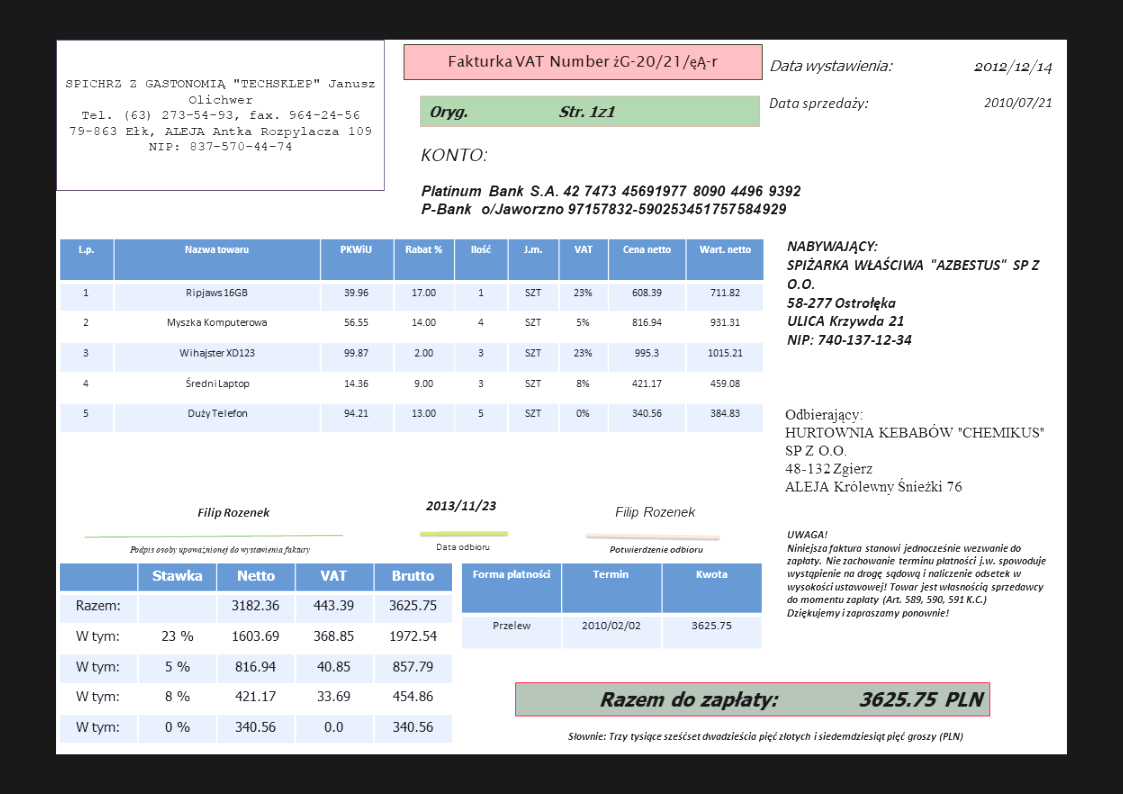 SPICHRZ Z GASTONOMIĄ "TECHSKLEP" Janusz
Olichwer
Tel. (63) 273-54-93, fax. 964-24-56
79-863 Ełk, ALEJA Antka Rozpylacza 109
NIP: 837-570-44-74
Fakturka VAT Number żG-20/21/ęĄ-r
Oryg. Str. 1z1
Data wystawienia: 2012/12/14
Data sprzedaży: 2010/07/21
KONTO:
Platinum Bank S.A. 42 7473 45691977 8090 4496 9392
P-Bank o/Jaworzno 97157832-590253451757584929
L.p. Nazwa towaru PKWiU Rabat % Ilość J.m. VAT Cena netto Wart. netto
1 Ripjaws 16GB 39.96 17.00 1 SZT 23% 608.39 711.82
2 Myszka Komputerowa 56.55 14.00 4 SZT 5% 816.94 931.31
3 Wihajster XD123 99.87 2.00 3 SZT 23% 995.3 1015.21
4 Średni Laptop 14.36 9.00 3 SZT 8% 421.17 459.08
5 Duży Telefon 94.21 13.00 5 SZT 0% 340.56 384.83
NABYWAJĄCY:
SPIŻARKA WŁAŚCIWA "AZBESTUS" SP Z
O.O.
58-277 Ostrołęka
ULICA Krzywda 21
NIP: 740-137-12-34
Odbierający:
HURTOWNIA KEBABÓW "CHEMIKUS"
SP Z O.O.
48-132 Zgierz
ALEJA Królewny Śnieżki 76
Filip Rozenek
Podpis osoby upoważnionej do wystawienia faktury
2013/11/23
Data odbioru
Filip Rozenek
Potwierdzenie odbioru
UWAGA!
Niniejsza faktura stanowi jednocześnie wezwanie do
zapłaty. Nie zachowanie terminu płatności j.w. spowoduje
wystąpienie na drogę sądową i naliczenie odsetek w
wysokości ustawowej! Towar jest własnością sprzedawcy
do momentu zapłaty (Art. 589, 590, 591 K.C.)
Dziękujemy i zapraszamy ponownie!
Stawka Netto VAT Brutto
Razem: 3182.36 443.39 3625.75
W tym: 23 % 1603.69 368.85 1972.54
W tym: 5 % 816.94 40.85 857.79
W tym: 8 % 421.17 33.69 454.86
W tym: 0 % 340.56 0.0 340.56
Forma płatności Termin Kwota
Przelew 2010/02/02 3625.75
Razem do zapłaty: 3625.75 PLN
Słownie: Trzy tysiące sześćset dwadzieścia pięć złotych i siedemdziesiąt pięć groszy (PLN)